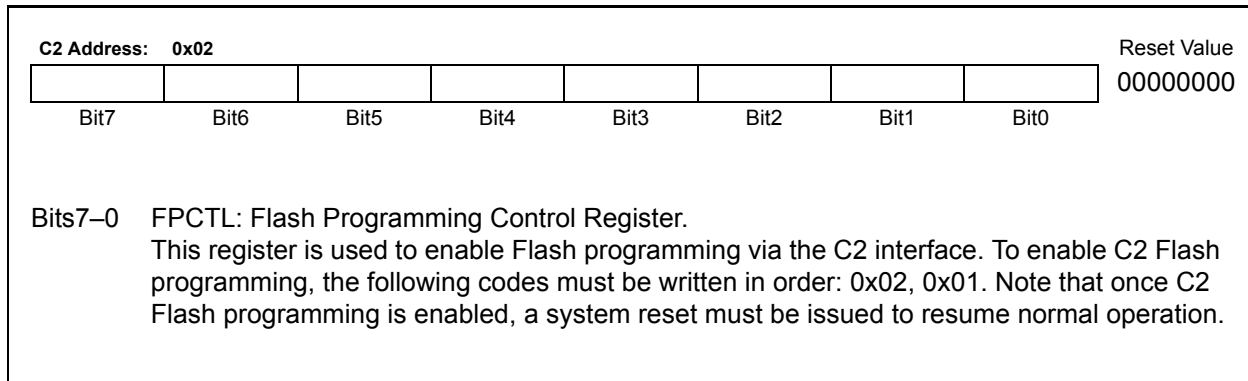 C2 Address: 0x02 Reset Value
00000000
Bit7 Bit6 Bit5 Bit4 Bit3 Bit2 Bit1 Bit0
Bits7–0 FPCTL: Flash Programming Control Register.
This register is used to enable Flash programming via the C2 interface. To enable C2 Flash
programming, the following codes must be written in order: 0x02, 0x01. Note that once C2
Flash programming is enabled, a system reset must be issued to resume normal operation.